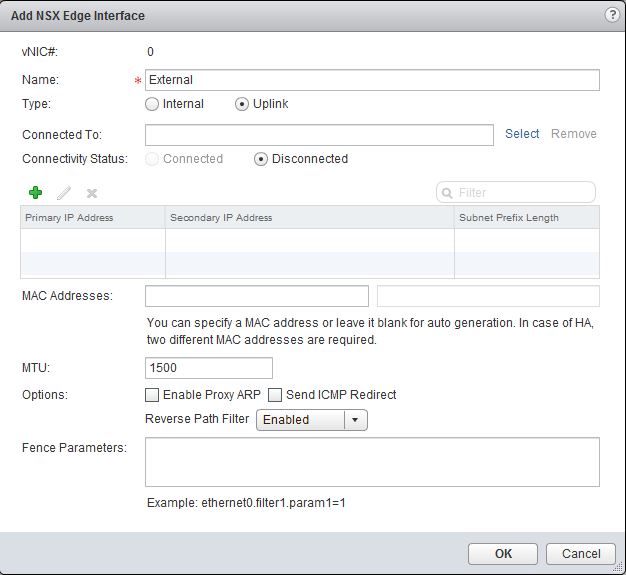 Add NSX Edge Interface ?
vNIC#: 0
Name: * External
Type: Internal Uplink
Connected To: Select Remove
Connectivity Status: Connected Disconnected
Filter
Primary IP Address Secondary IP Address Subnet Prefix Length
MAC Addresses:
You can specify a MAC address or leave it blank for auto generation. In case of HA,
two different MAC addresses are required.
MTU: 1500
Options: Enable Proxy ARP Send ICMP Redirect
Reverse Path Filter Enabled
Fence Parameters:
Example: ethernet0.filter1.param1=1
OK Cancel